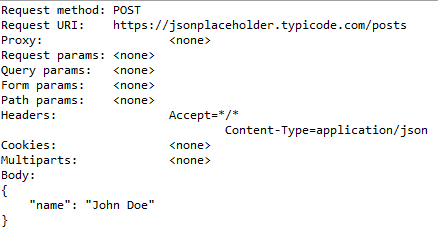 Request method: POST
Request URI:    https://jsonplaceholder.typicode.com/posts
Proxy:                  <none>
Request params: <none>
Query params:   <none>
Form params:    <none>
Path params:    <none>
Headers:                Accept=*/*
                                Content-Type=application/json
Cookies:                <none>
Multiparts:             <none>
Body:
{
    "name": "John Doe"
}